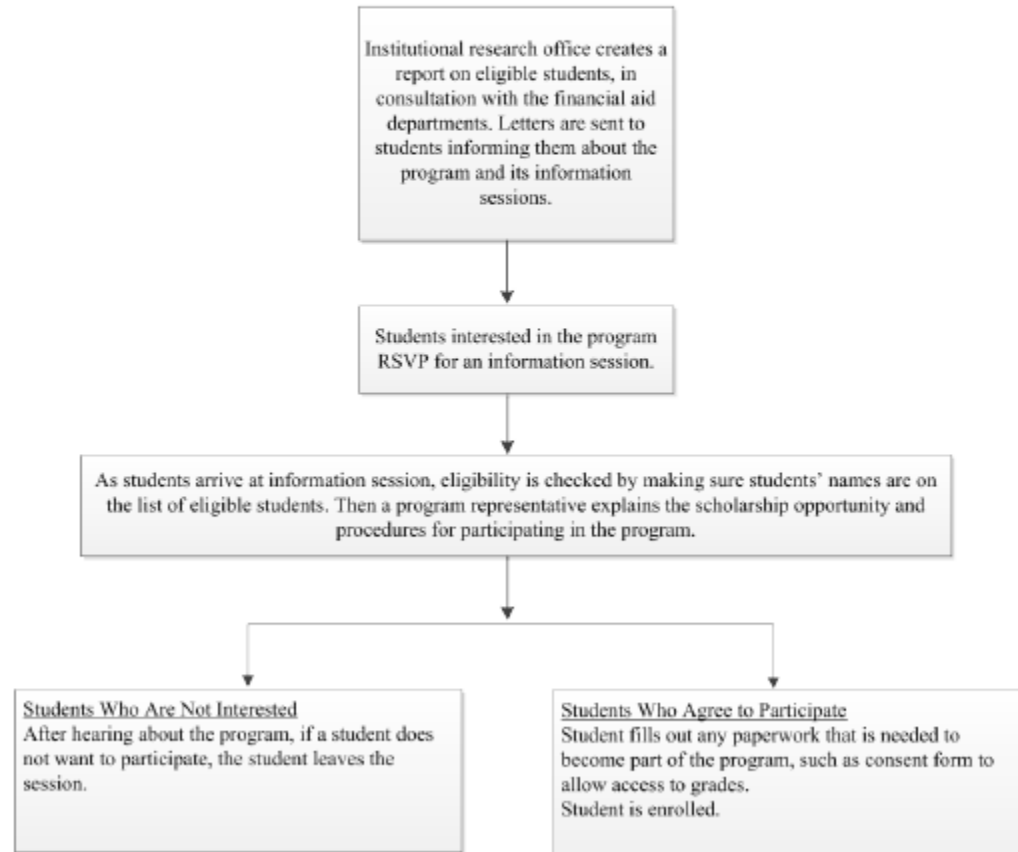 Institutional research office creates a
report on eligible students, in
consultation with the financial aid
departments. Letters are sent to
students informing them about the
program and its information
sessions.
Students interested in the program
RSVP for an information session.
As students arrive at information session, eligibility is checked by making sure students’ names are on
the list of eligible students. Then a program representative explains the scholarship opportunity and
procedures for participating in the program.
Students Who Are Not Interested
After hearing about the program, if a student does
not want to participate, the student leaves the
session.
Students Who Agree to Participate
Student fills out any paperwork that is needed to
become part of the program, such as consent form to
allow access to grades.
Student is enrolled.